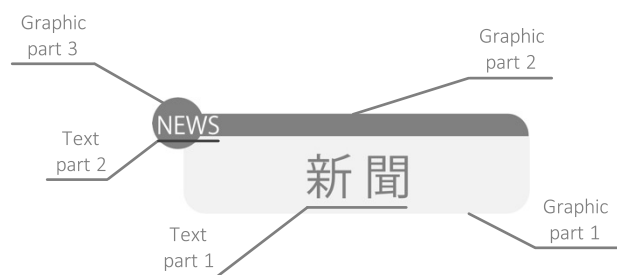 Graphic
part 3
Graphic
part 2
NEWS
Text
part 2
新聞
Graphic
part 1
Text
part 1